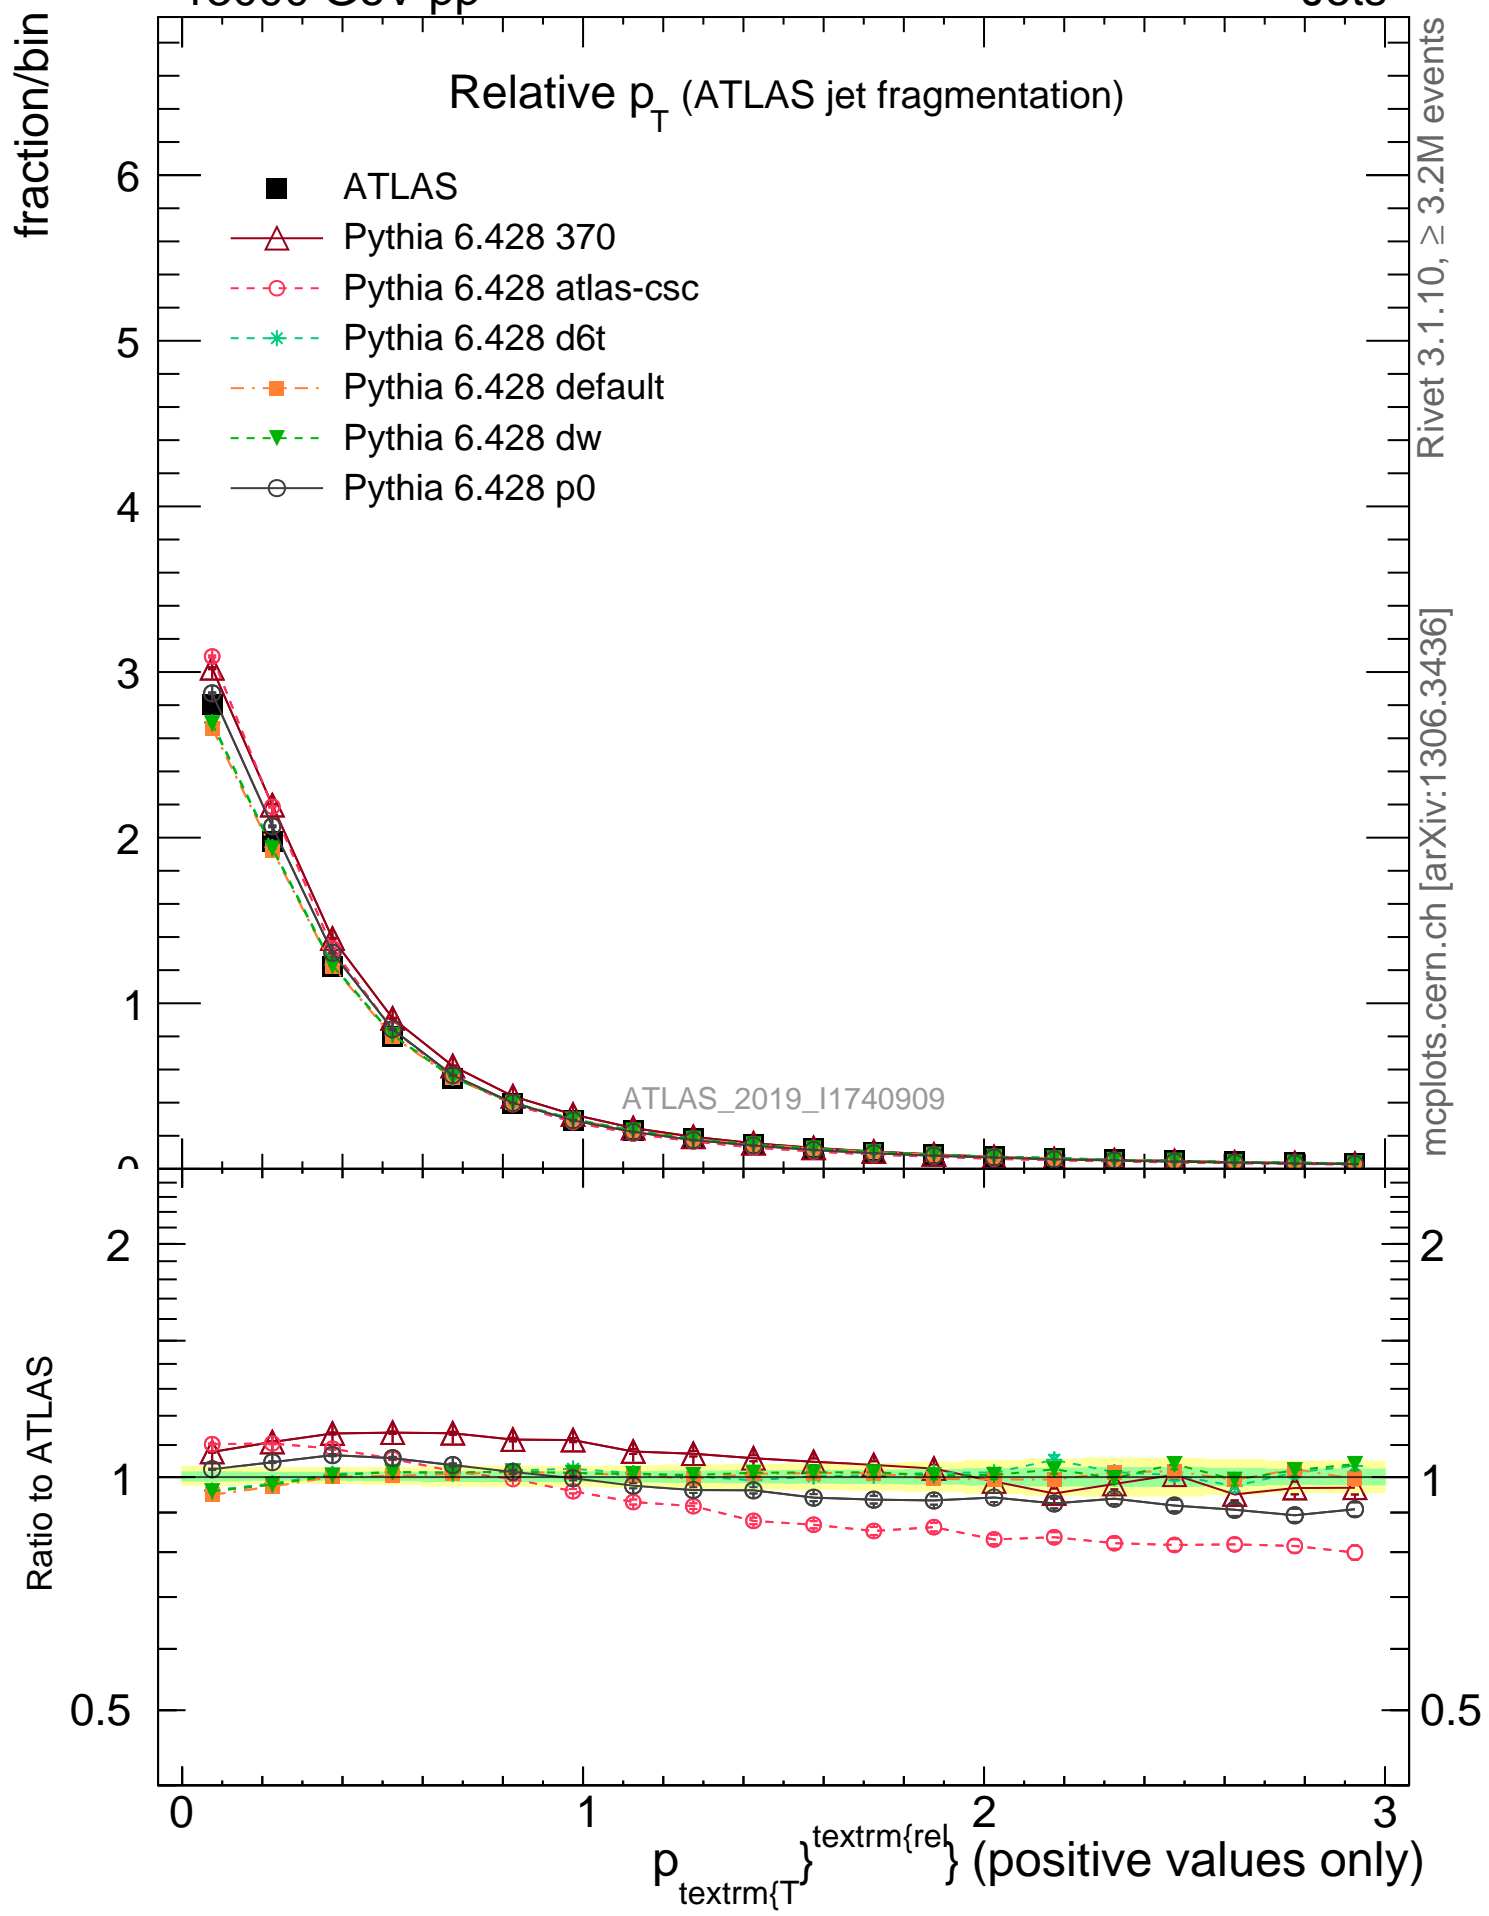 Relative p_T (ATLAS jet fragmentation)
fraction/bin
6
5
4
3
2
1
ATLAS
Pythia 6.428 370
Pythia 6.428 atlas-csc
Pythia 6.428 d6t
Pythia 6.428 default
Pythia 6.428 dw
Pythia 6.428 p0
ATLAS_2019_I1740909
Rivet 3.1.10, ≥ 3.2M events
mcplots.cern.ch [arXiv:1306.3436]
Ratio to ATLAS
2
1
0.5
2
1
0.5
0 1 2 3
p_textrm{T}^textrm{rel} (positive values only)